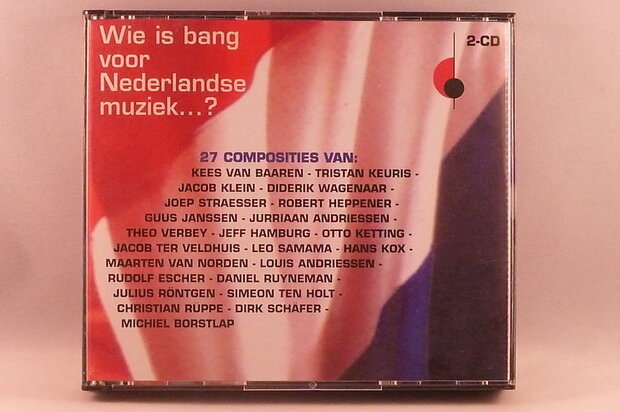 Wie is bang
voor
Nederlandse
muziek...?
2-CD
27 COMPOSITIES VAN:
KEES VAN BAAREN - TRISTAN KEURIS -
JACOB KLEIN - DIDERIK WAGENAAR -
JOEP STRAESSER - ROBERT HEPPENER -
GUUS JANSSEN - JURRIAAN ANDRIESSEN -
THEO VERBEY - JEFF HAMBURG - OTTO KETTING -
JACOB TER VELDHUIS - LEO SAMAMA - HANS KOX -
MAARTEN VAN NORDEN - LOUIS ANDRIESSEN -
RUDOLF ESCHER - DANIEL RUYNEMAN -
JULIUS RÖNTGEN - SIMEON TEN HOLT -
CHRISTIAN RÜPPE - DIRK SCHÄFER -
MICHIEL BORSTLAP